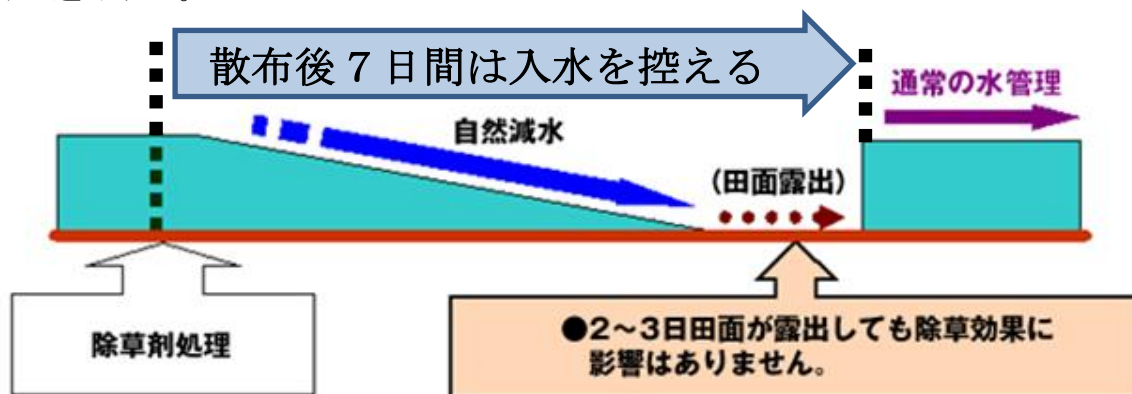 散布後７日間は入水を控える
通常の水管理
自然減水
（田面露出）
除草剤処理
●2～3日田面が露出しても除草効果に
影響はありません。